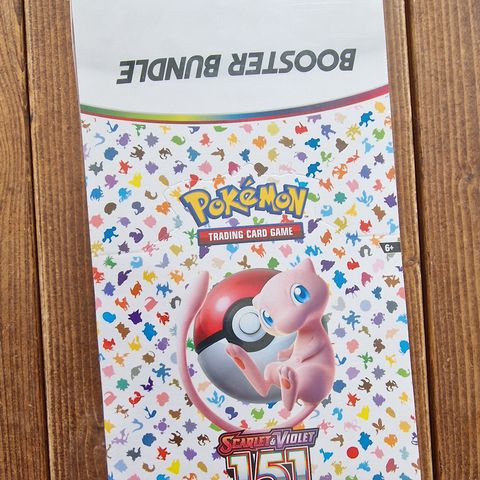 BOOSTER BUNDLE
POKéMON
TRADING CARD GAME
6+
SCARLET & VIOLET
151